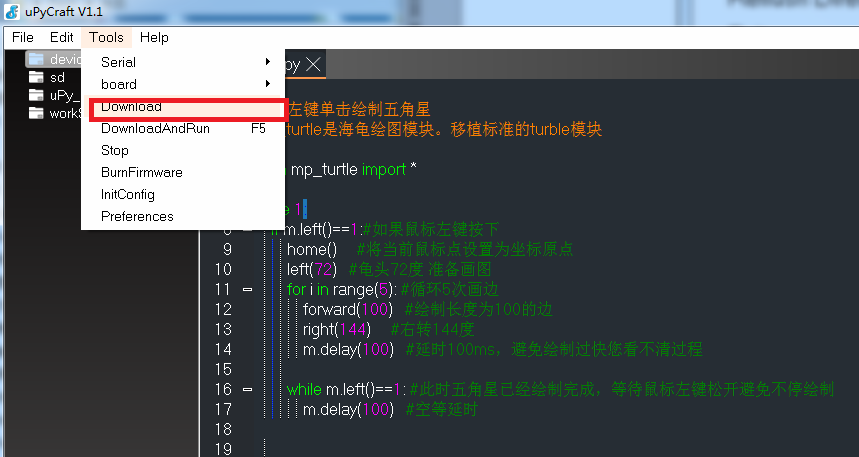 uPyCraft V1.1
File Edit Tools Help
devic
sd
uPy_
workS
Serial
board
Download
DownloadAndRun F5
Stop
BurnFirmware
InitConfig
Preferences
py
左键单击绘制五角星
turtle是海龟绘图模块。移植标准的turble模块
mp_turtle import *
e 1:
m.left()==1:#如果鼠标左键按下
9 home() #将当前鼠标点设置为坐标原点
10 left(72) #龟头72度 准备画图
11 for i in range(5): #循环5次画边
12 forward(100) #绘制长度为100的边
13 right(144) #右转144度
14 m.delay(100) #延时100ms，避免绘制过快您看不清过程
15
16 while m.left()==1: #此时五角星已经绘制完成，等待鼠标左键松开避免不停绘制
17 m.delay(100) #空等延时
18
19